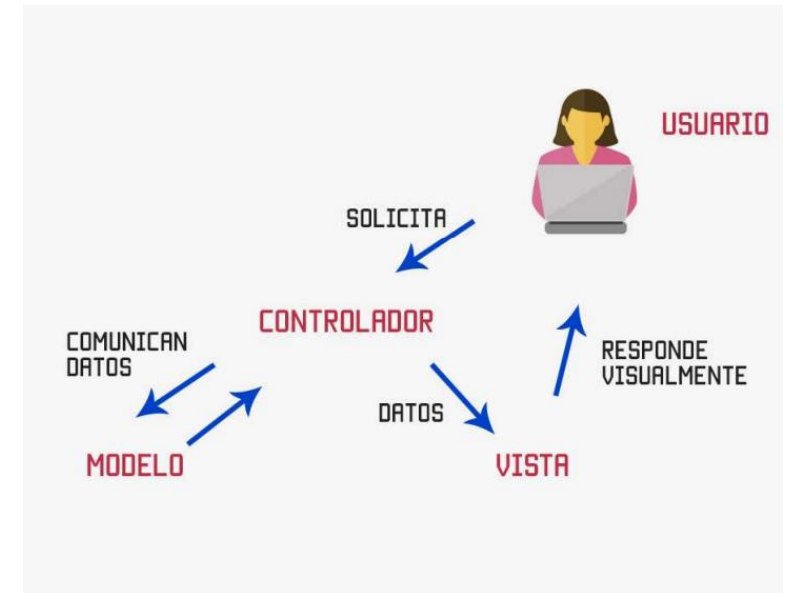 USUARIO
SOLICITA
CONTROLADOR
COMUNICAN
DATOS
RESPONDE
VISUALMENTE
DATOS
MODELO
VISTA